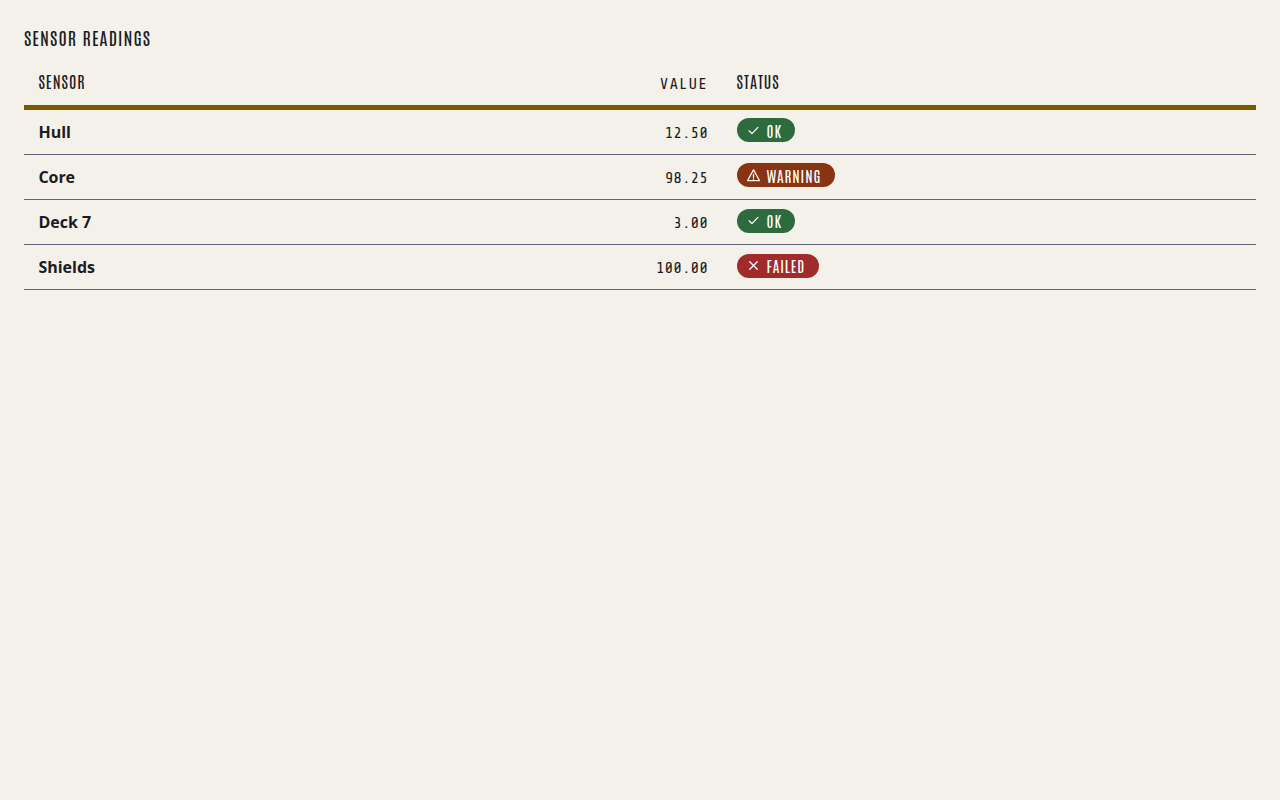 SENSOR READINGS
SENSOR VALUE STATUS
Hull 12.50 OK
Core 98.25 WARNING
Deck 7 3.00 OK
Shields 100.00 FAILED